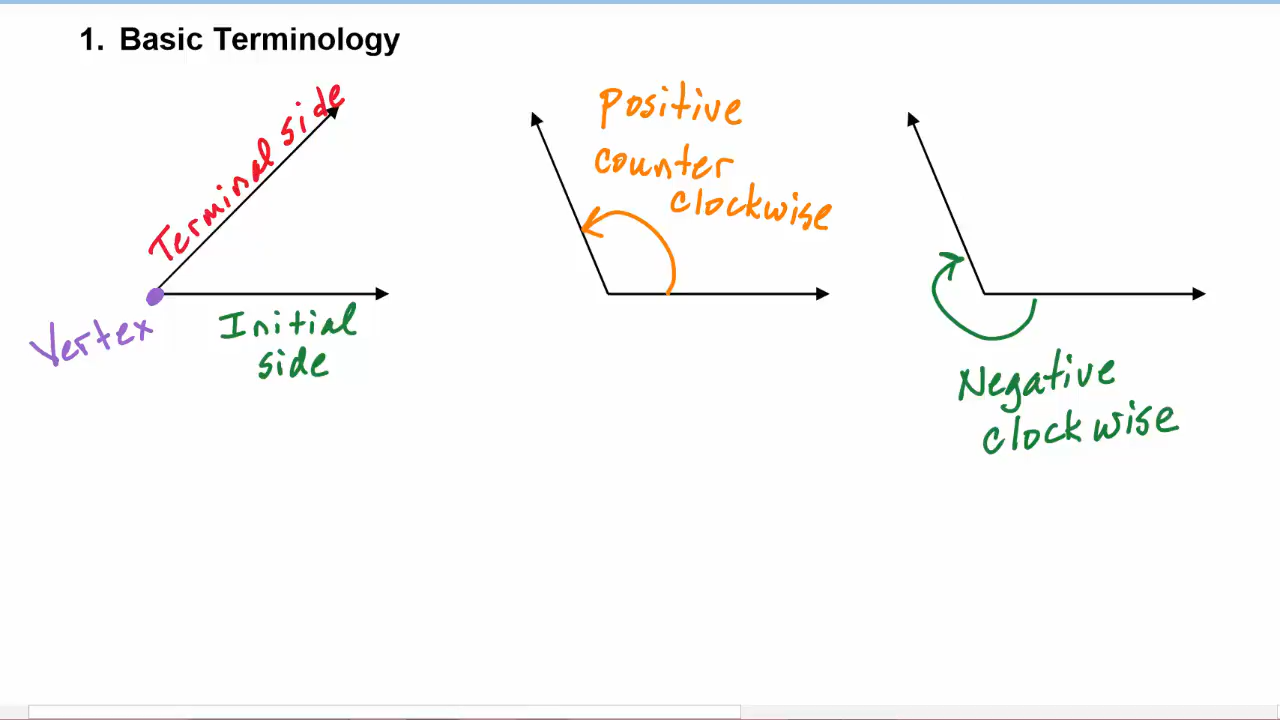 1. Basic Terminology
Terminal side
Vertex
Initial
side
Positive
counter
clockwise
Negative
clockwise